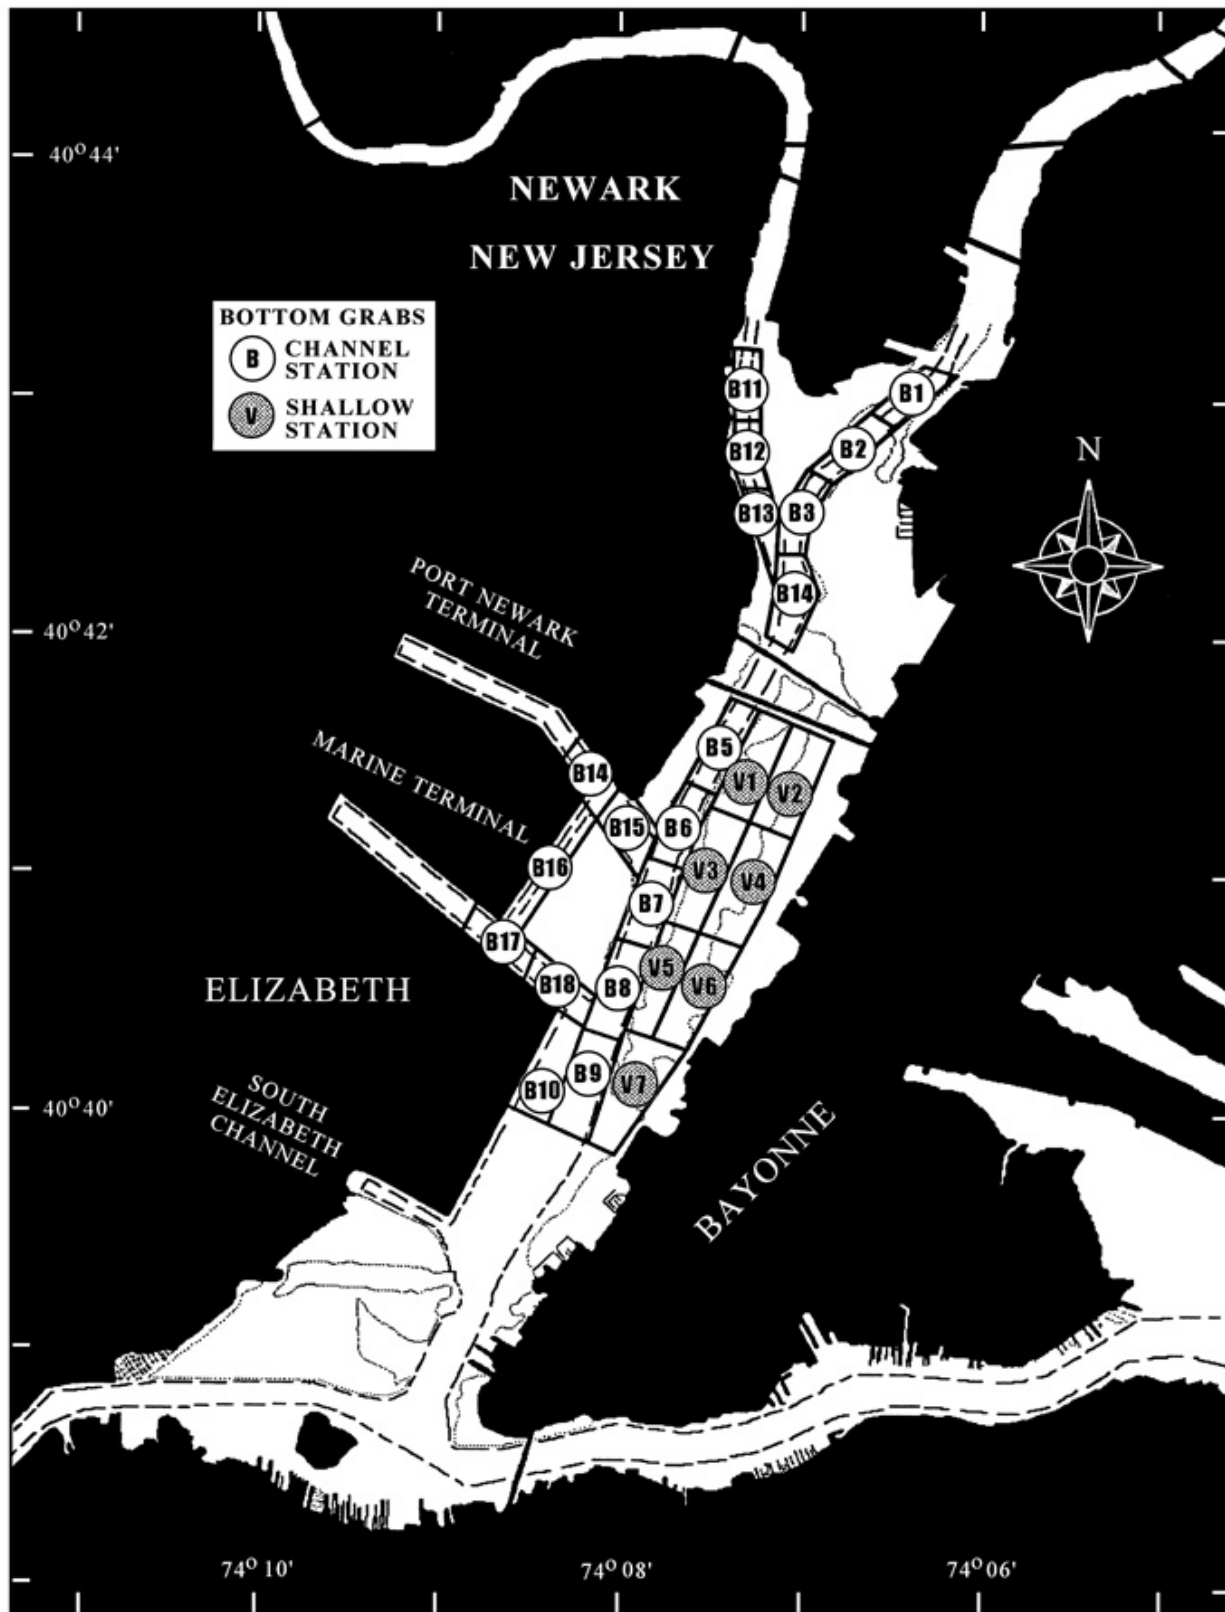 40°44'
NEWARK
NEW JERSEY
BOTTOM GRABS
B CHANNEL
STATION
V SHALLOW
STATION
B11
B1
B12
B2
N
B13
B3
B14
PORT NEWARK
TERMINAL
40°42'
MARINE TERMINAL
B5
B14
V1
V2
B15
B6
B16
V3
V4
B7
B17
V5
B18
B8
V6
ELIZABETH
B9
B10
V7
SOUTH
ELIZABETH
CHANNEL
40°40'
BAYONNE
74° 10'
74° 08'
74° 06'